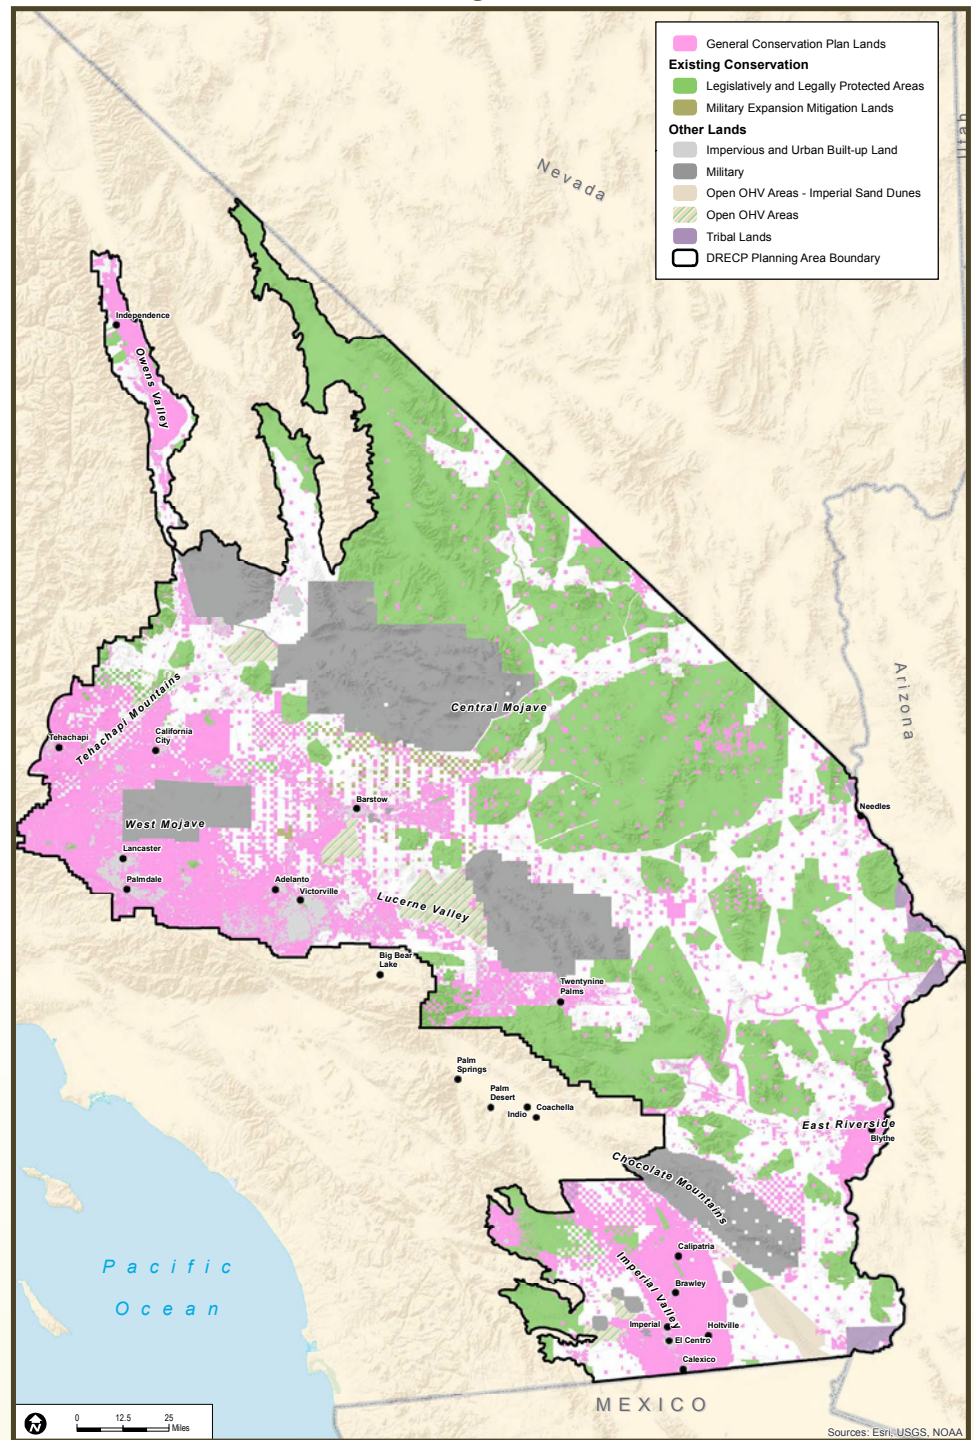 General Conservation Plan Lands
Existing Conservation
Legislatively and Legally Protected Areas
Military Expansion Mitigation Lands
Other Lands
Impervious and Urban Built-up Land
Military
Open OHV Areas - Imperial Sand Dunes
Open OHV Areas
Tribal Lands
DRECP Planning Area Boundary
Utah
Nevada
Independence
Owens Valley
Arizona
Central Mojave
Tehachapi Mountains
California
City
Tehachapi
Barstow
Needles
West Mojave
Lancaster
Palmdale
Adelanto
Victorville
Lucerne Valley
Big Bear
Lake
Twentynine
Palms
Palm
Springs
Palm
Desert
Indio
Coachella
East Riverside
Blythe
Chocolate Mountains
Calipatria
Imperial Valley
Brawley
Imperial
Holtville
El Centro
Calexico
Pacific
Ocean
MEXICO
N
0 12.5 25
Miles
Sources: Esri, USGS, NOAA